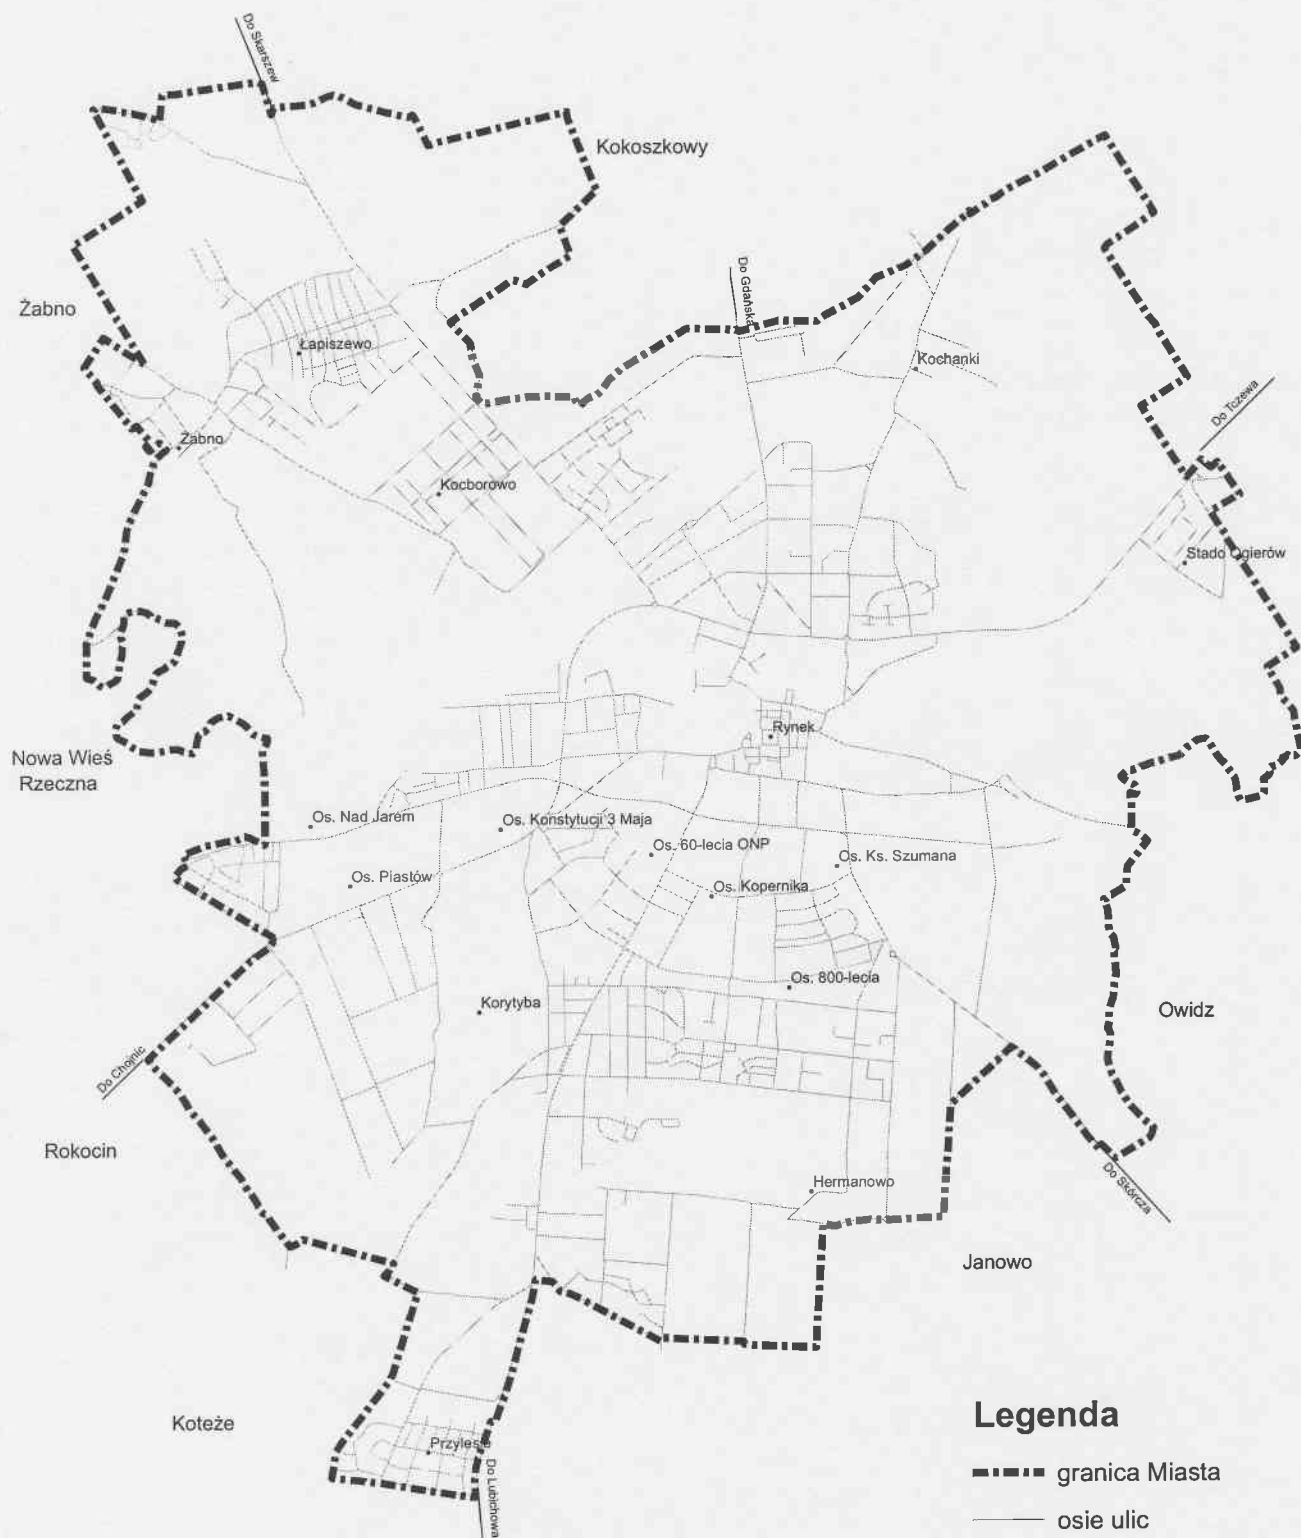 Do Skarszew
Kokoszkowy
Do Gdańska
Żabno
Łapiszewo
Kochanki
Do Tczewa
Żabno
Kocborowo
Stado Ogierów
Rynek
Nowa Wieś
Rzeczna
Os. Nad Jarem
Os. Konstytucji 3 Maja
Os. 60-lecia ONP
Os. Ks. Szumana
Os. Piastów
Os. Kopernika
Os. 800-lecia
Korytyba
Owidz
Do Chojnic
Rokocin
Hermanowo
Do Skórcza
Janowo
Koteże
Przylesie
Do Lubichowa
Legenda
granica Miasta
osie ulic